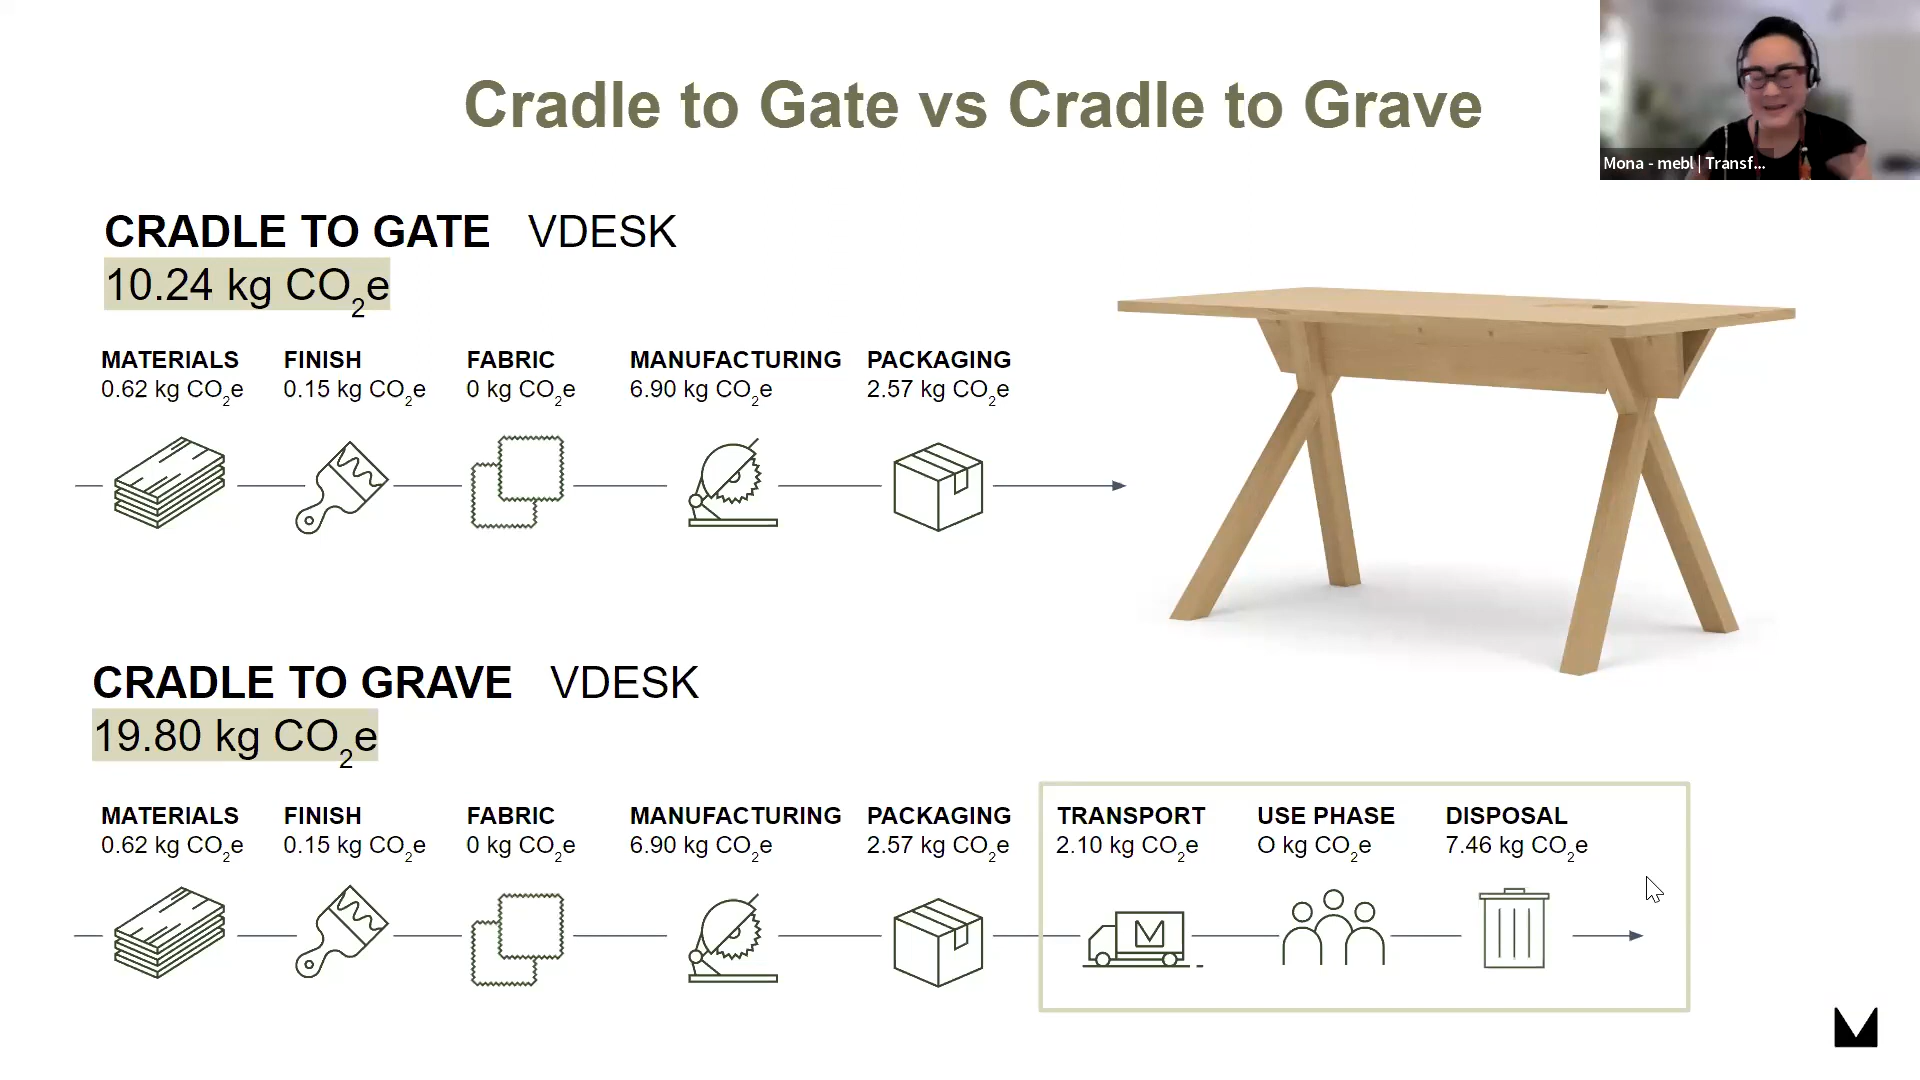 Cradle to Gate vs Cradle to Grave
Mona - mebl | Transf...
CRADLE TO GATE VDESK
10.24 kg CO2e
MATERIALS FINISH FABRIC MANUFACTURING PACKAGING
0.62 kg CO2e 0.15 kg CO2e 0 kg CO2e 6.90 kg CO2e 2.57 kg CO2e
CRADLE TO GRAVE VDESK
19.80 kg CO2e
MATERIALS FINISH FABRIC MANUFACTURING PACKAGING TRANSPORT USE PHASE DISPOSAL
0.62 kg CO2e 0.15 kg CO2e 0 kg CO2e 6.90 kg CO2e 2.57 kg CO2e 2.10 kg CO2e O kg CO2e 7.46 kg CO2e